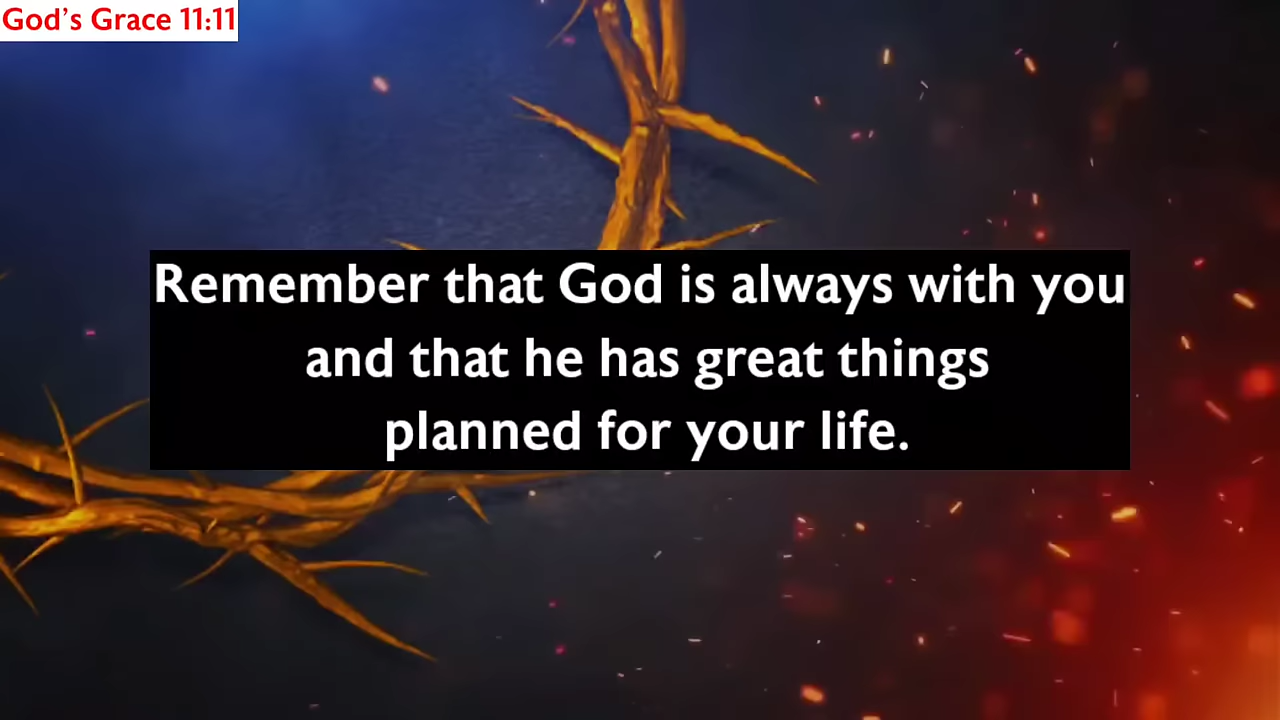 God's Grace 11:11
Remember that God is always with you
and that he has great things
planned for your life.